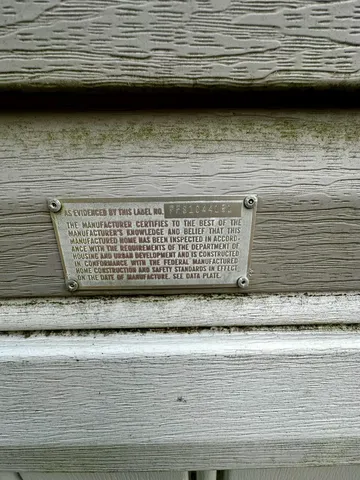 AS EVIDENCED BY THIS LABEL NO.
THE MANUFACTURER CERTIFIES TO THE BEST OF THE
MANUFACTURER'S KNOWLEDGE AND BELIEF THAT THIS
MANUFACTURED HOME HAS BEEN INSPECTED IN ACCORD-
ANCE WITH THE REQUIREMENTS OF THE DEPARTMENT OF
HOUSING AND URBAN DEVELOPMENT AND IS CONSTRUCTED
IN CONFORMANCE WITH THE FEDERAL MANUFACTURED
HOME CONSTRUCTION AND SAFETY STANDARDS IN EFFECT
ON THE DATE OF MANUFACTURE. SEE DATA PLATE.